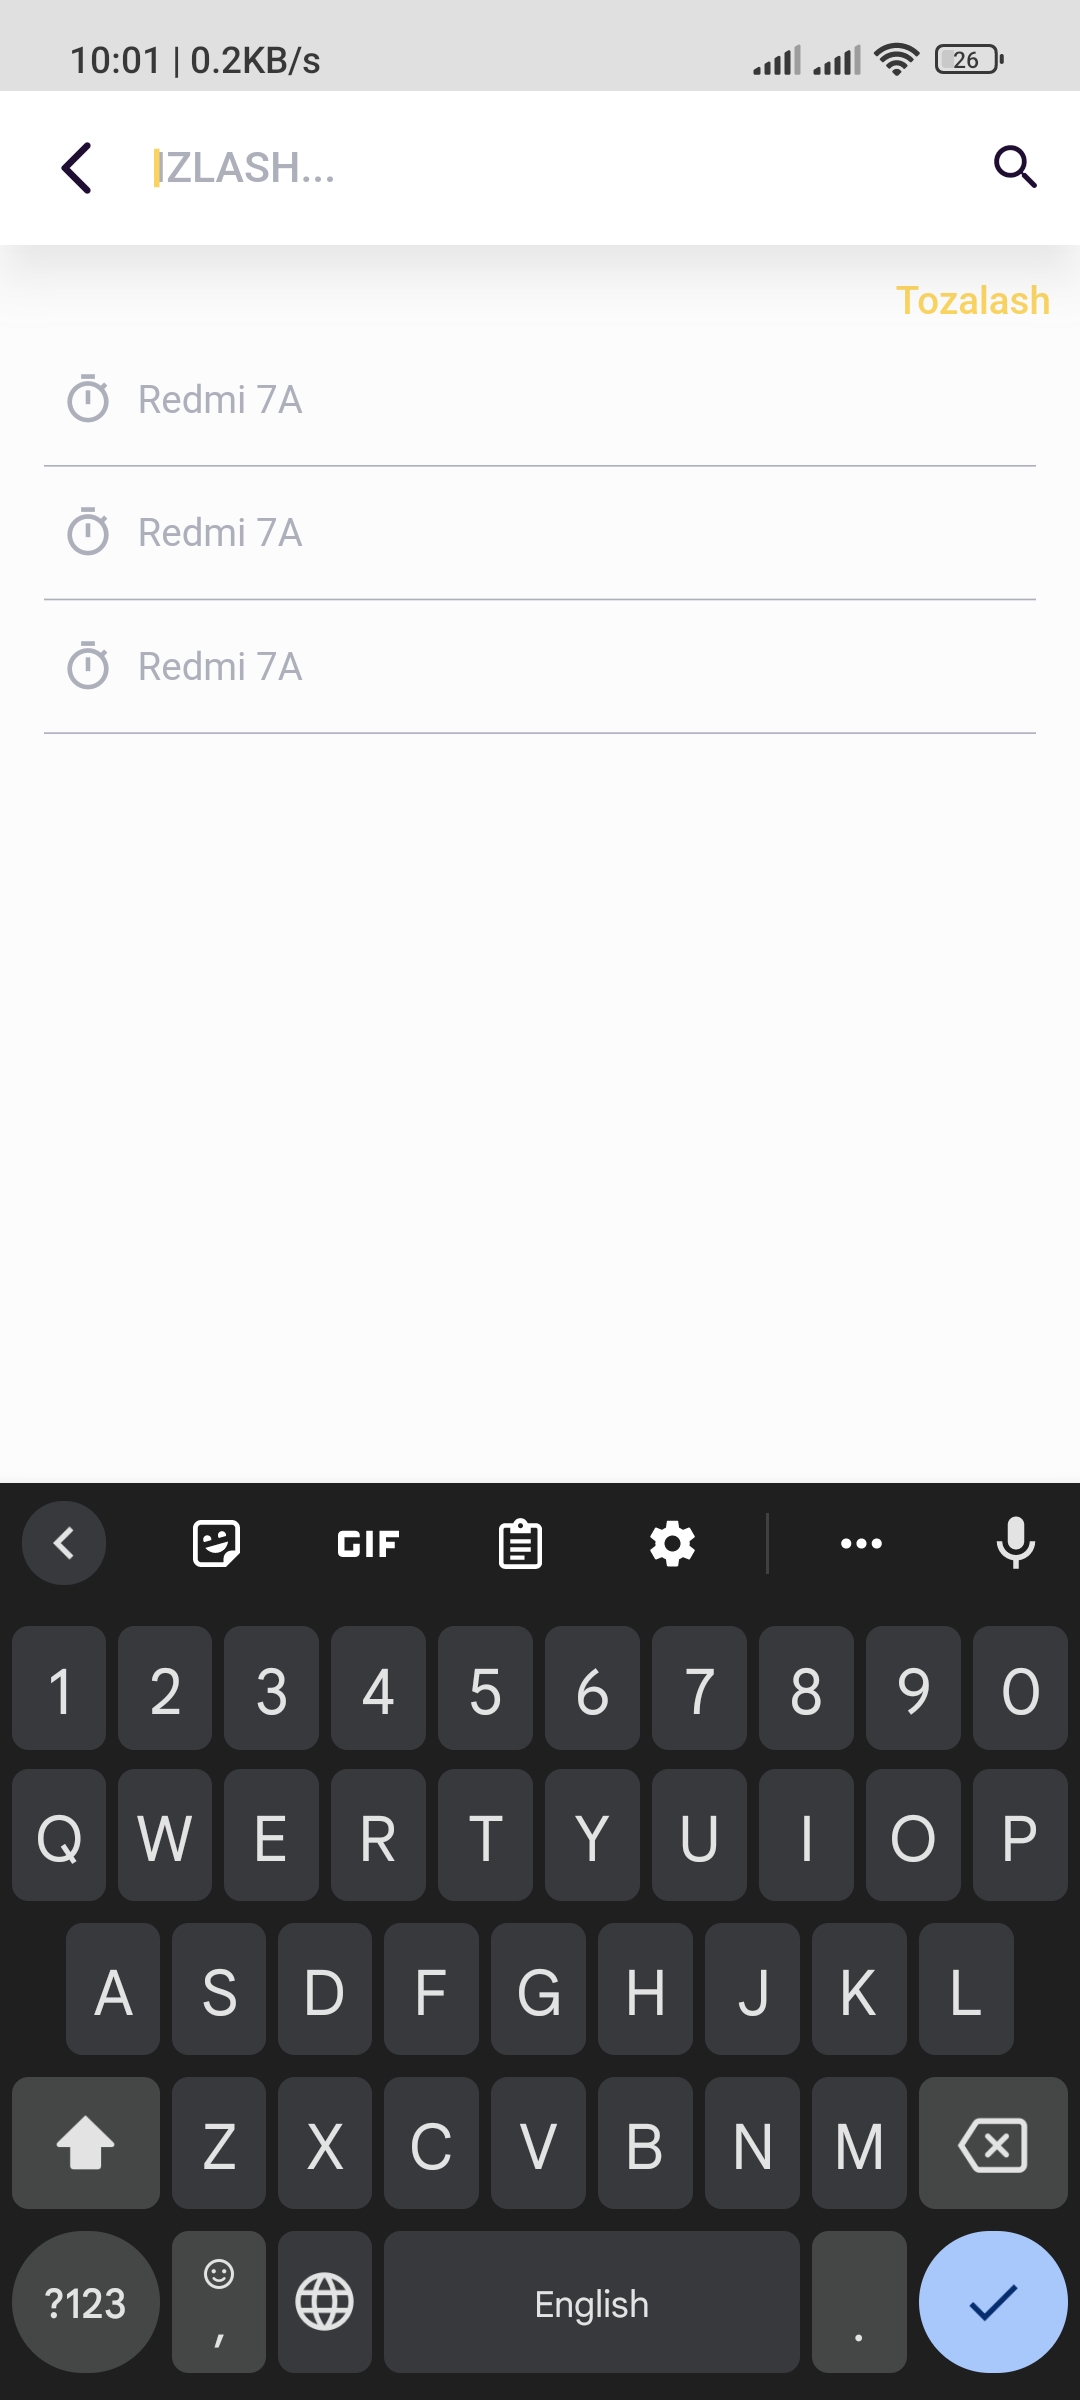 10:01 | 0.2KB/s 26
IZLASH...
Tozalash
Redmi 7A
Redmi 7A
Redmi 7A
GIF
1 2 3 4 5 6 7 8 9 0
Q W E R T Y U I O P
A S D F G H J K L
Z X C V B N M
?123 , English .